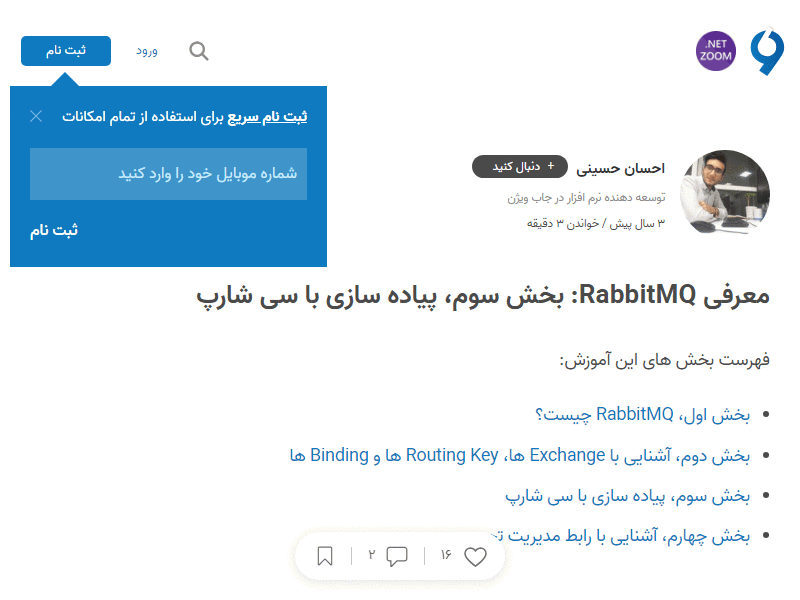 ثبت نام
ورود
.NET
ZOOM
ثبت نام سریع برای استفاده از تمام امکانات
شماره موبایل خود را وارد کنید
ثبت نام
احسان حسینی
+ دنبال کنید
توسعه دهنده نرم افزار در جاب ویژن
۳ سال پیش / خواندن ۳ دقیقه
معرفی RabbitMQ: بخش سوم، پیاده سازی با سی شارپ
فهرست بخش های این آموزش:
بخش اول، RabbitMQ چیست؟
بخش دوم، آشنایی با Exchange ها، Routing Key ها و Binding ها
بخش سوم، پیاده سازی با سی شارپ
بخش چهارم، آشنایی با رابط مدیریت
۱۶
۲